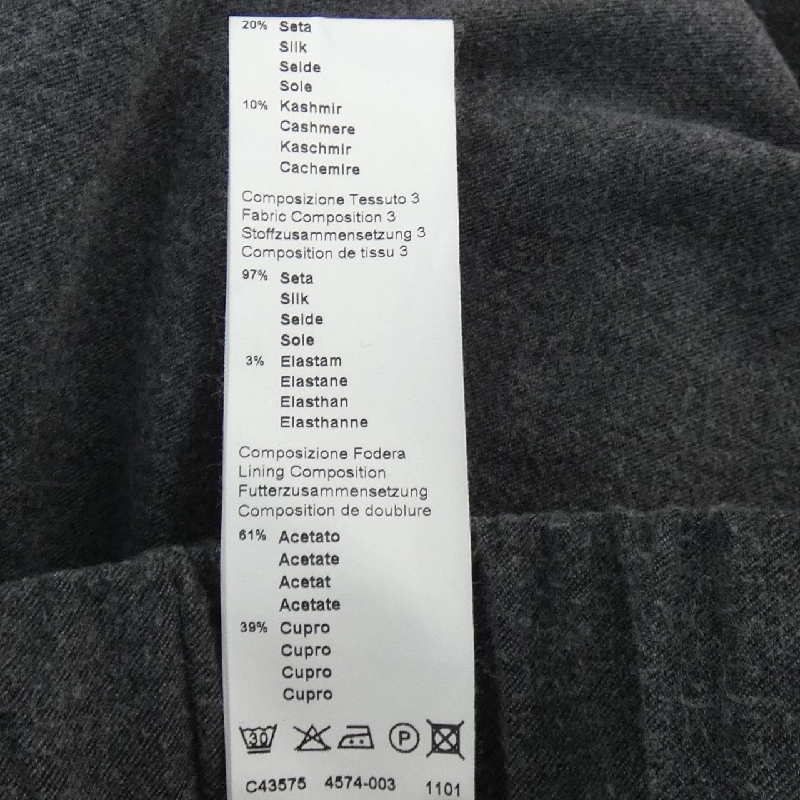 20% Seta
Silk
Seide
Soie
10% Kashmir
Cashmere
Kaschmir
Cachemire
Composizione Tessuto 3
Fabric Composition 3
Stoffzusammensetzung 3
Composition de tissu 3
97% Seta
Silk
Seide
Soie
3% Elastam
Elastane
Elasthan
Elasthanne
Composizione Fodera
Lining Composition
Futterzusammensetzung
Composition de doublure
61% Acetato
Acetate
Acetat
Acetate
39% Cupro
Cupro
Cupro
Cupro
30 P
C43575 4574-003 1101